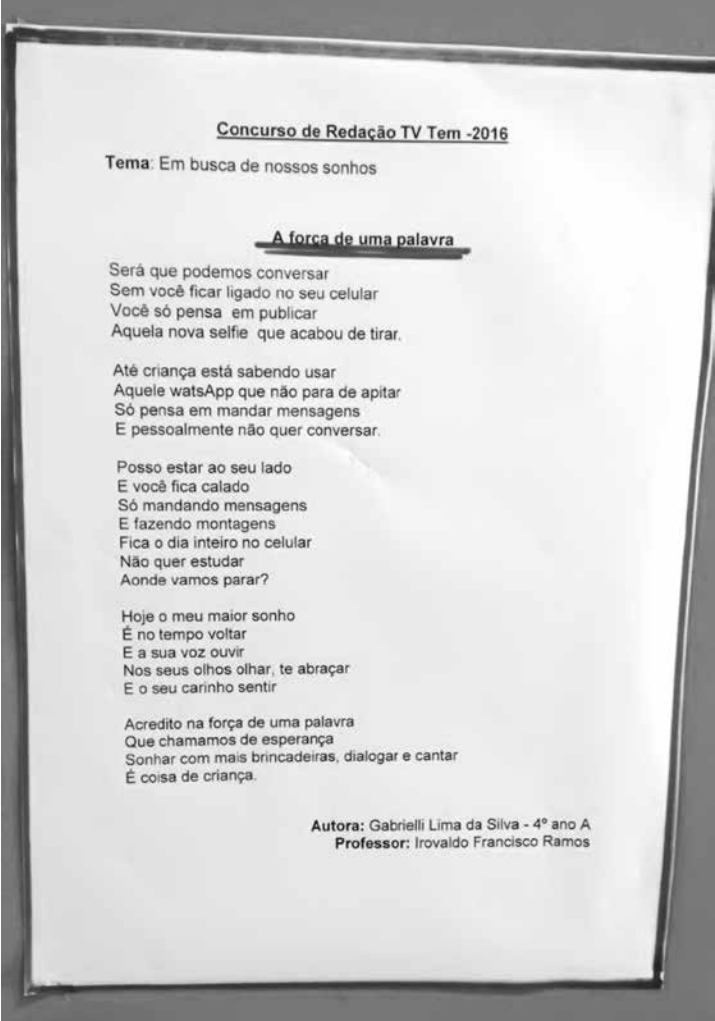 Concurso de Redação TV Tem -2016
Tema: Em busca de nossos sonhos
A força de uma palavra
Será que podemos conversar
Sem você ficar ligado no seu celular
Você só pensa em publicar
Aquela nova selfie que acabou de tirar.
Até criança está sabendo usar
Aquele watsApp que não para de apitar
Só pensa em mandar mensagens
E pessoalmente não quer conversar.
Posso estar ao seu lado
E você fica calado
Só mandando mensagens
E fazendo montagens
Fica o dia inteiro no celular
Não quer estudar
Aonde vamos parar?
Hoje o meu maior sonho
É no tempo voltar
E a sua voz ouvir
Nos seus olhos olhar, te abraçar
E o seu carinho sentir
Acredito na força de uma palavra
Que chamamos de esperança
Sonhar com mais brincadeiras, dialogar e cantar
É coisa de criança.
Autora: Gabrielli Lima da Silva - 4º ano A
Professor: Irovaldo Francisco Ramos